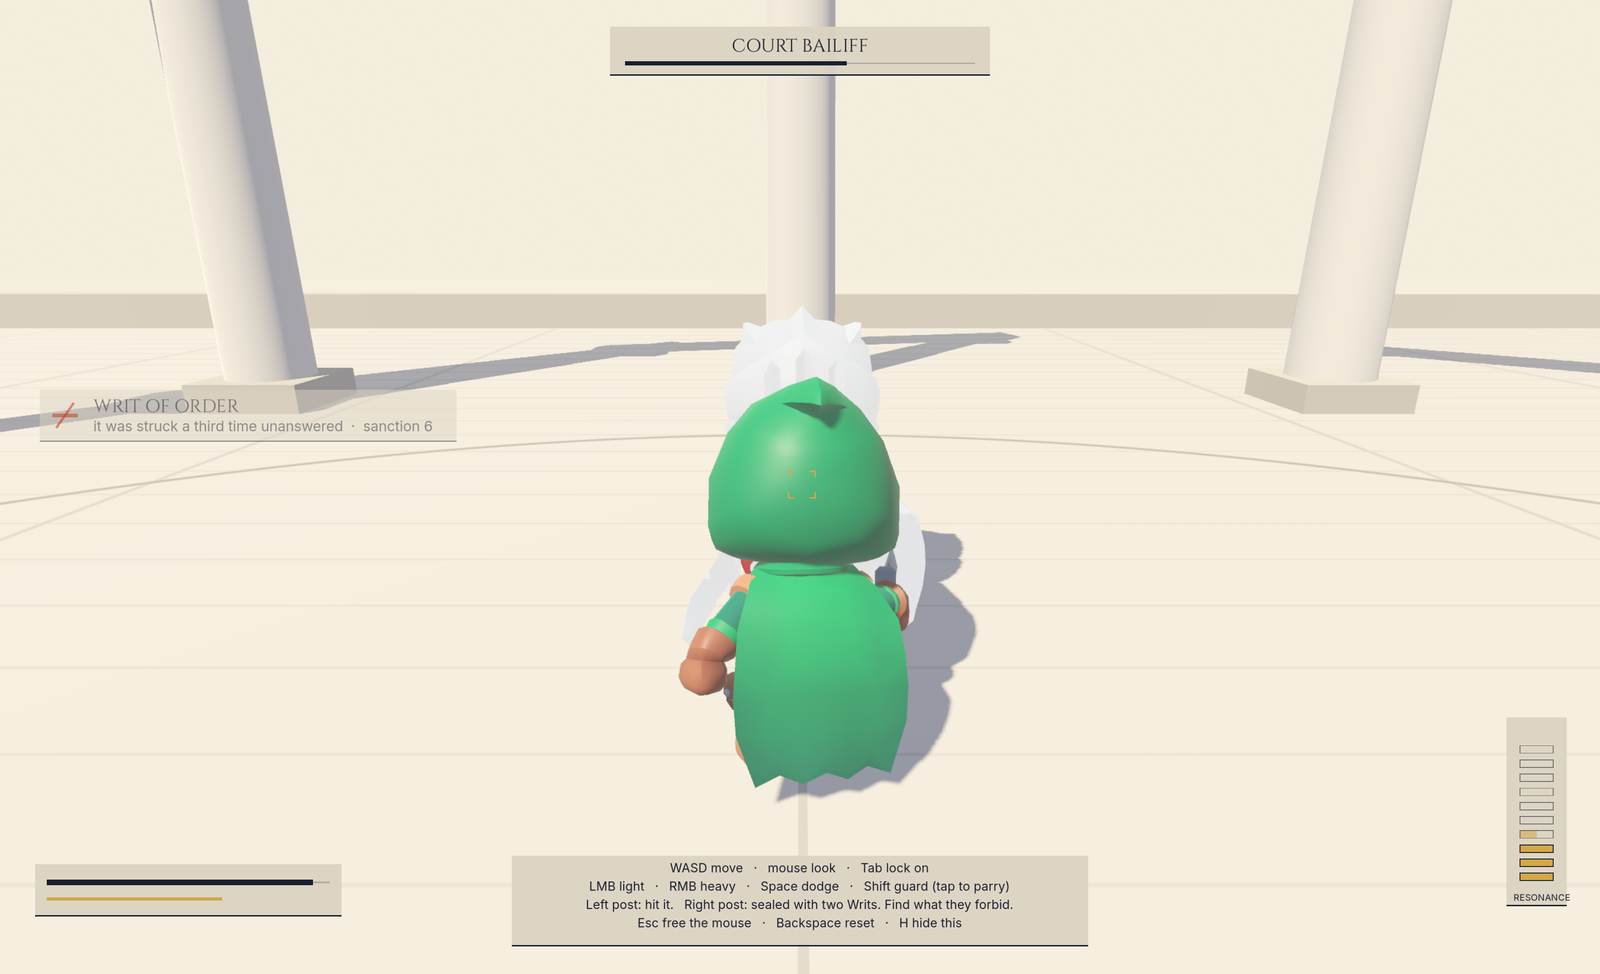 COURT BAILIFF
WRIT OF ORDER
it was struck a third time unanswered · sanction 6
WASD move · mouse look · Tab lock on
LMB light · RMB heavy · Space dodge · Shift guard (tap to parry)
Left post: hit it. Right post: sealed with two Writs. Find what they forbid.
Esc free the mouse · Backspace reset · H hide this
RESONANCE